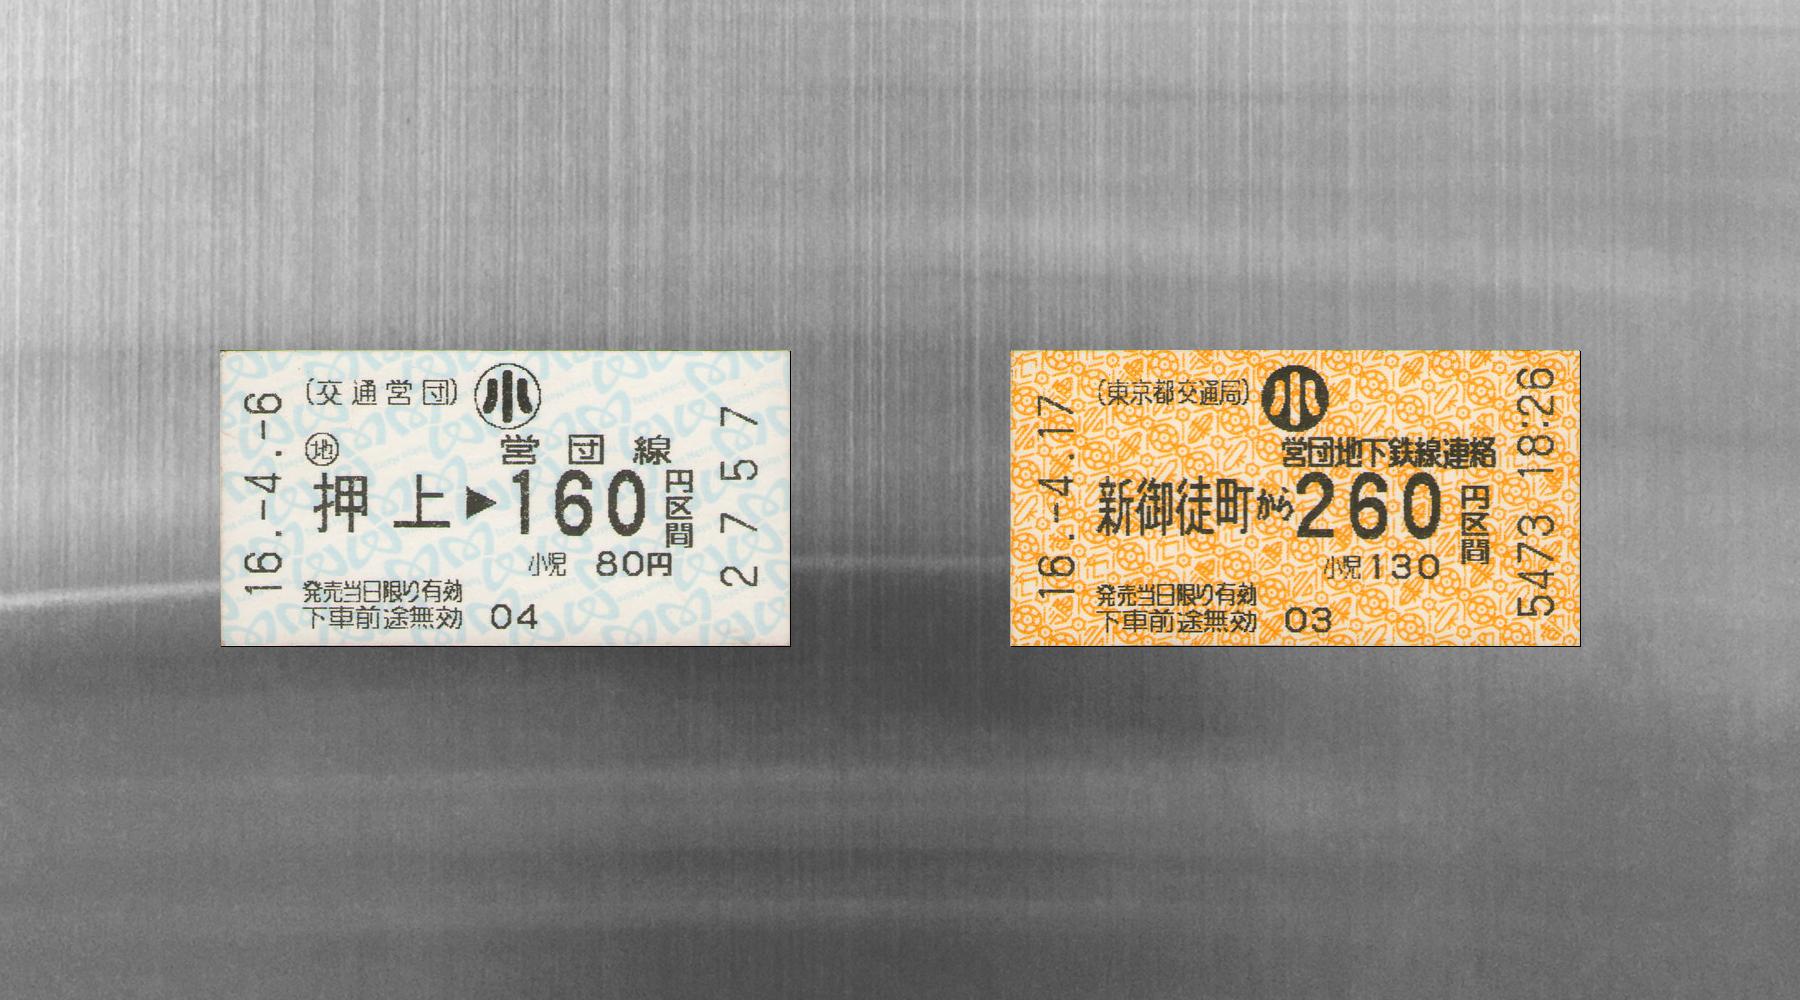 16.-4.-6
(交通営団) 小
地 営団線
押上▶160円区間
小児 80円
発売当日限り有効
下車前途無効 04
2757
16.-4.17
(東京都交通局) 小
営団地下鉄線連絡
新御徒町から260円区間
小児130
発売当日限り有効
下車前途無効 03
5473 18:26